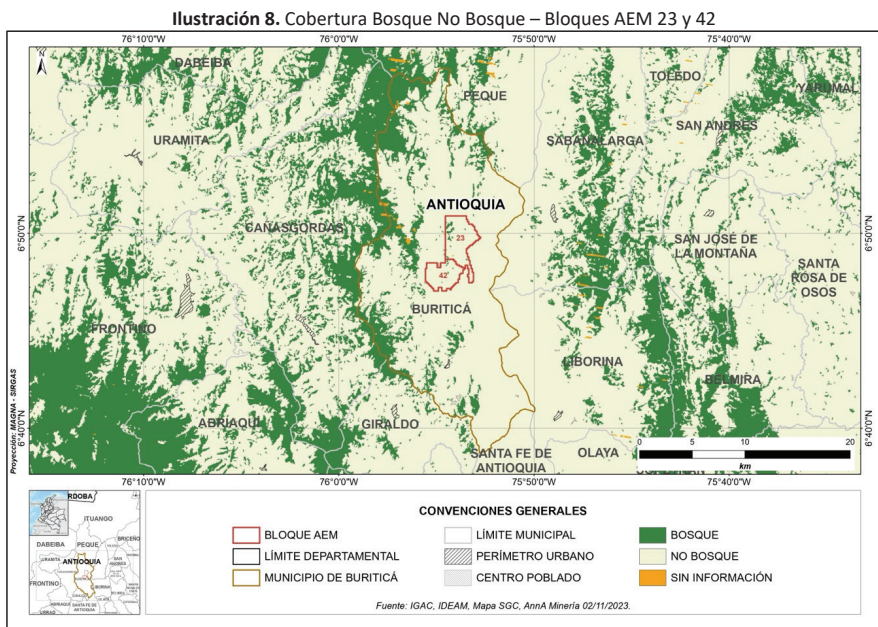 Ilustración 8. Cobertura Bosque No Bosque – Bloques AEM 23 y 42
76°10'0"W
76°0'0"W
75°50'0"W
75°40'0"W
N
DABEIBA
PEQUE
TOLEDO
YARUMAL
URAMITA
SABANALARGA
SAN ANDRÉS
ANTIOQUIA
CAÑASGORDAS
6°50'0"N
23
6°50'0"N
SAN JOSÉ DE
LA MONTAÑA
SANTA
ROSA DE
OSOS
42
BURITICÁ
FRONTINO
LIBORINA
BELMIRA
ABRIAQUÍ
GIRALDO
6°40'0"N
6°40'0"N
SANTA FE DE
ANTIOQUIA
OLAYA
0 5 10 20
km
Proyección: MAGNA - SIRGAS
76°10'0"W
76°0'0"W
75°50'0"W
75°40'0"W
RDOBA
ITUANGO
DABEIBA
PEQUE
BRICEÑO
ANTIOQUIA
URAMITA
FRONTINO
SANTA FE DE
ANTIOQUIA
CONVENCIONES GENERALES
BLOQUE AEM
LÍMITE MUNICIPAL
BOSQUE
LÍMITE DEPARTAMENTAL
PERÍMETRO URBANO
NO BOSQUE
MUNICIPIO DE BURITICÁ
CENTRO POBLADO
SIN INFORMACIÓN
Fuente: IGAC, IDEAM, Mapa SGC, AnnA Minería 02/11/2023.